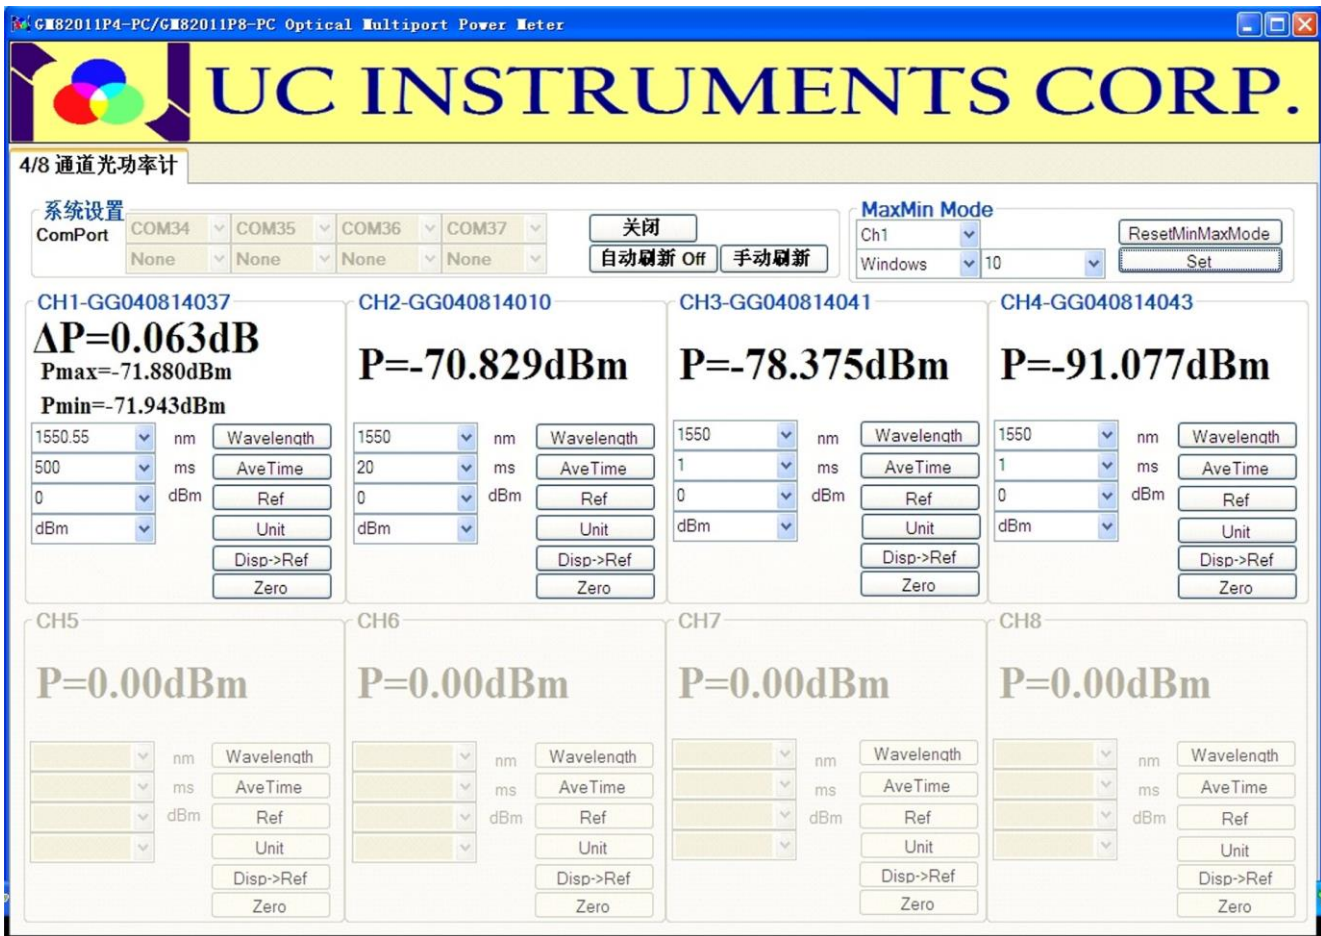 GM82011P4-PC/GM82011P8-PC Optical Multiport Power Meter
UC INSTRUMENTS CORP.
4/8 通道光功率计
系统设置
ComPort COM34 COM35 COM36 COM37
None None None None
关闭
自动刷新 Off 手动刷新
MaxMin Mode
Ch1 ResetMinMaxMode
Windows 10 Set
CH1-GG040814037
ΔP=0.063dB
Pmax=-71.880dBm
Pmin=-71.943dBm
1550.55 nm Wavelength
500 ms AveTime
0 dBm Ref
dBm Unit
Disp->Ref
Zero
CH2-GG040814010
P=-70.829dBm
1550 nm Wavelength
20 ms AveTime
0 dBm Ref
dBm Unit
Disp->Ref
Zero
CH3-GG040814041
P=-78.375dBm
1550 nm Wavelength
1 ms AveTime
0 dBm Ref
dBm Unit
Disp->Ref
Zero
CH4-GG040814043
P=-91.077dBm
1550 nm Wavelength
1 ms AveTime
0 dBm Ref
dBm Unit
Disp->Ref
Zero
CH5
P=0.00dBm
nm Wavelength
ms AveTime
dBm Ref
Unit
Disp->Ref
Zero
CH6
P=0.00dBm
nm Wavelength
ms AveTime
dBm Ref
Unit
Disp->Ref
Zero
CH7
P=0.00dBm
nm Wavelength
ms AveTime
dBm Ref
Unit
Disp->Ref
Zero
CH8
P=0.00dBm
nm Wavelength
ms AveTime
dBm Ref
Unit
Disp->Ref
Zero